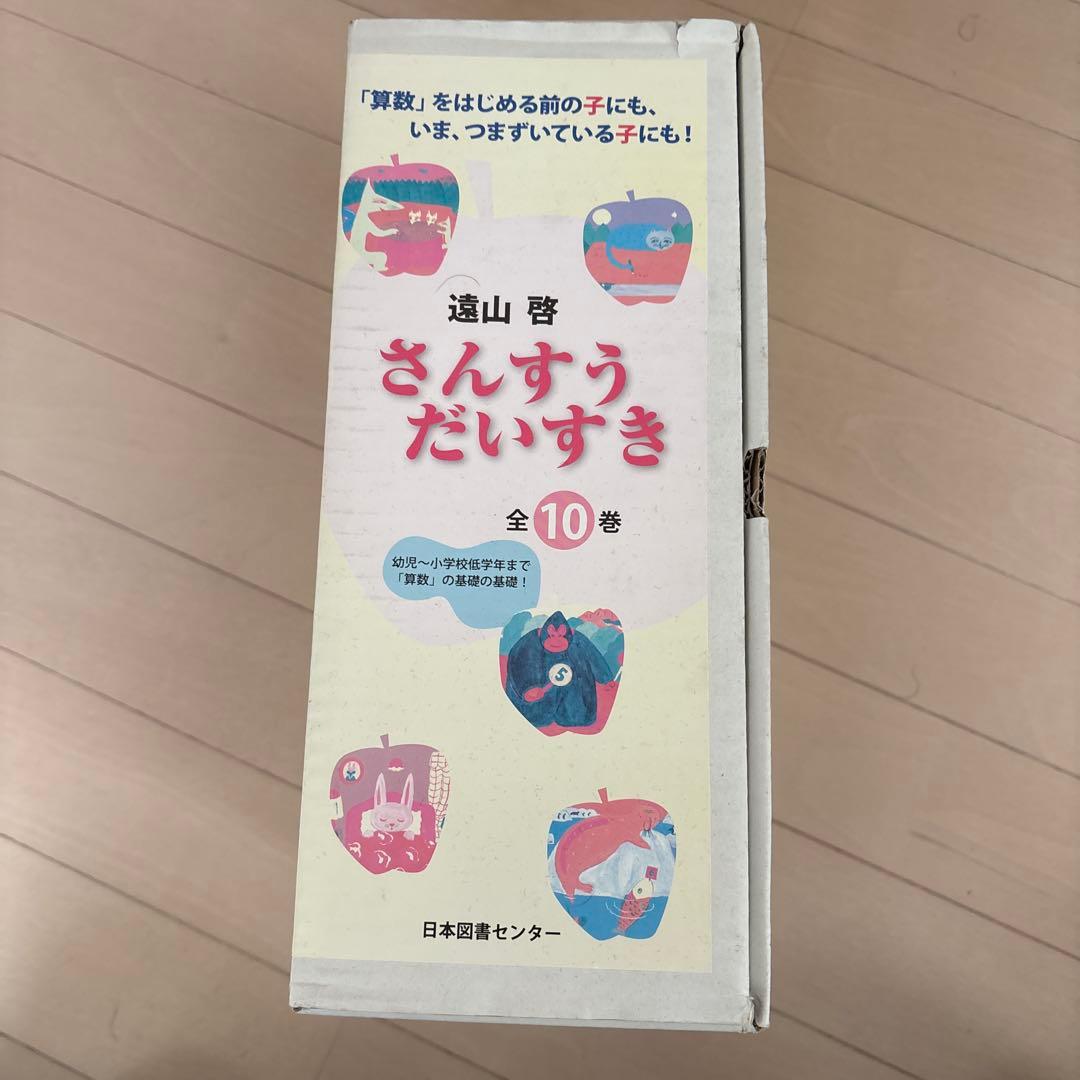 「算数」をはじめる前の子にも、
いま、つまずいている子にも！
遠山 啓
さんすう
だいすき
全10巻
幼児～小学校低学年まで
「算数」の基礎の基礎！
5
日本図書センター